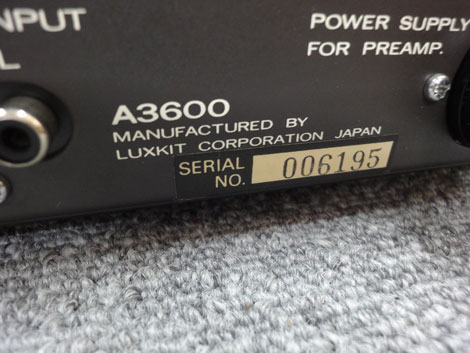 INPUT
L
POWER SUPPLY
FOR PREAMP.
A3600
MANUFACTURED BY
LUXKIT CORPORATION JAPAN
SERIAL
NO. 006195